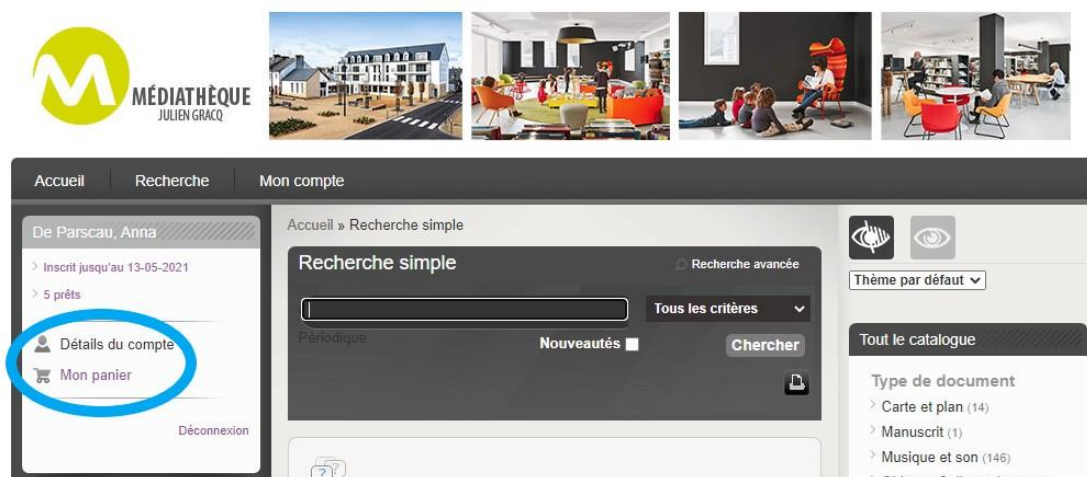 MÉDIATHÈQUE
JULIEN GRACQ
Accueil Recherche Mon compte
De Parscau, Anna
Inscrit jusqu'au 13-05-2021
5 prêts
Détails du compte
Mon panier
Déconnexion
Accueil » Recherche simple
Recherche simple
Recherche avancée
Tous les critères
Périodique
Nouveautés
Chercher
Thème par défaut
Tout le catalogue
Type de document
Carte et plan (14)
Manuscrit (1)
Musique et son (146)